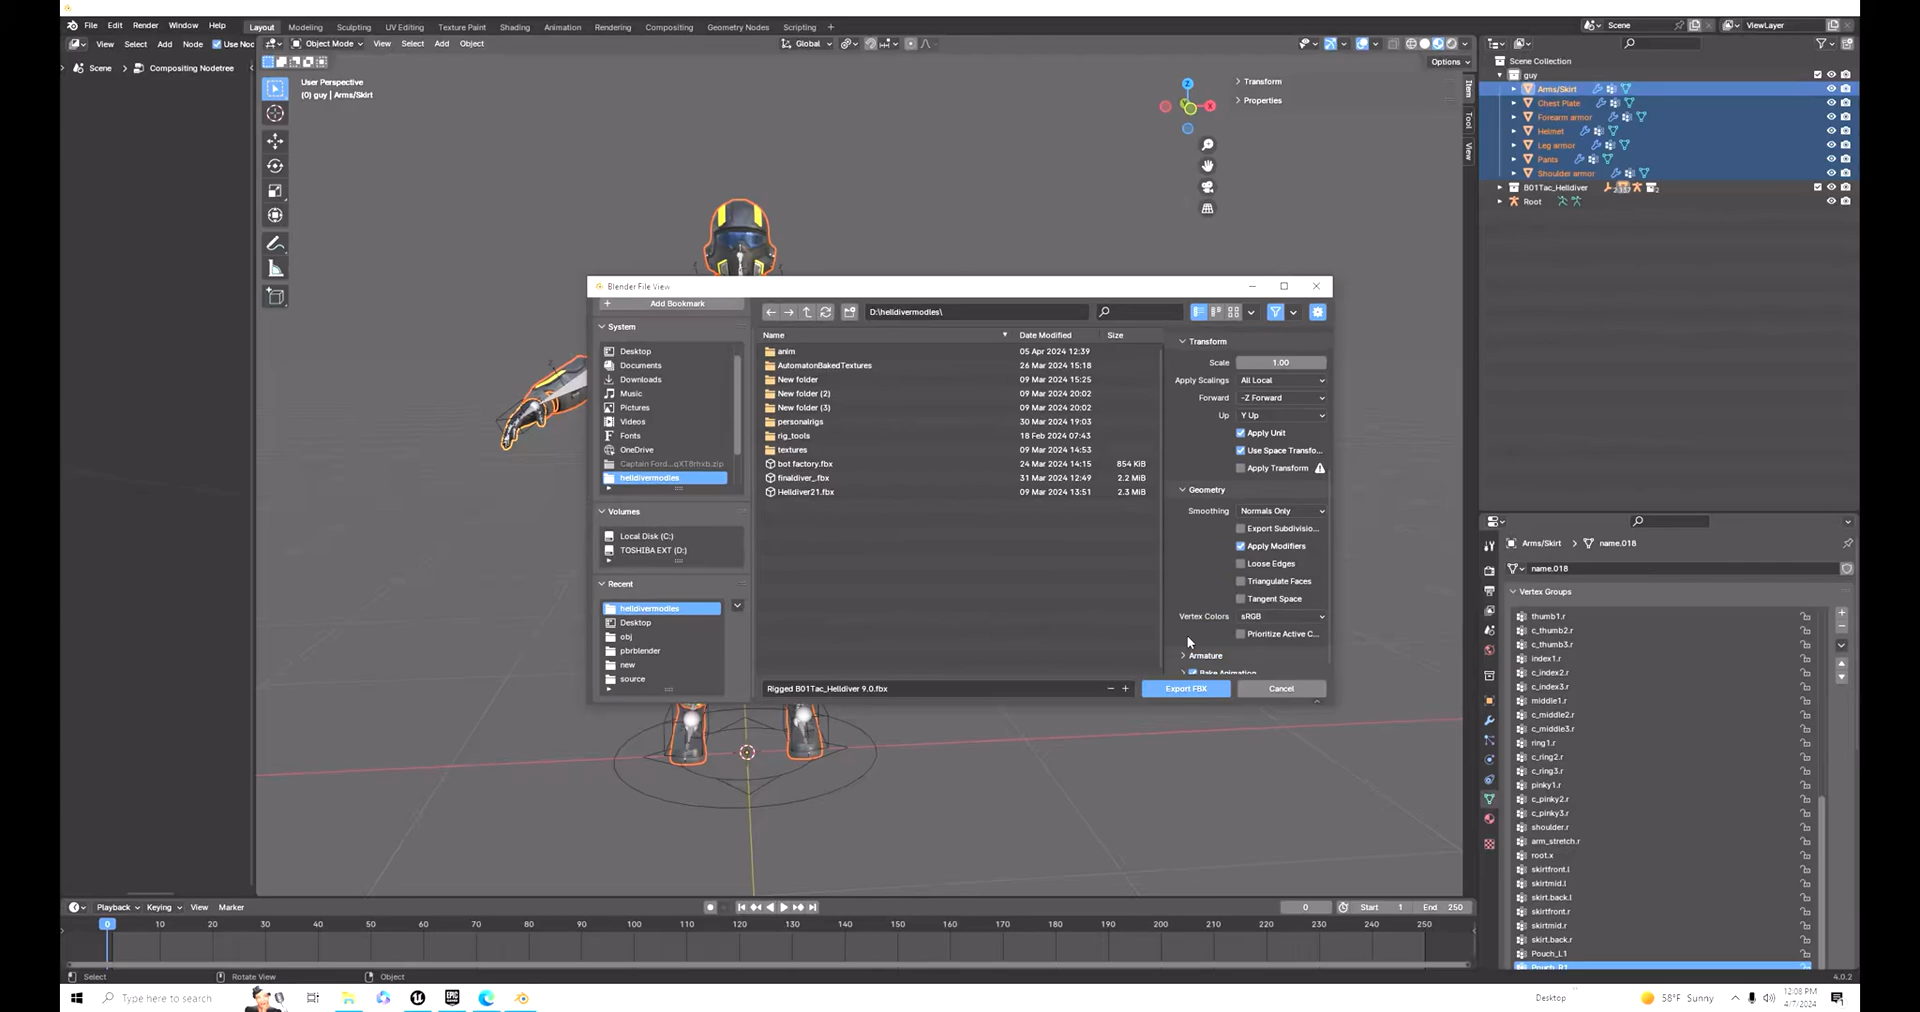 File Edit Render Window Help
Layout Modeling Sculpting UV Editing Texture Paint Shading Animation Rendering Compositing Geometry Nodes Scripting +
Scene
ViewLayer
View Select Add Node Use Noc
Object Mode View Select Add Object
Global
Options
Scene > Compositing Nodetree
User Perspective
(0) guy | Arms/Skirt
Transform
Properties
Item
Tool
View
Z
X
Scene Collection
guy
Arms/Skirt
Chest Plate
Forearm armor
Helmet
Leg armor
Pants
Shoulder armor
B01Tac_Helldiver
Root
Blender File View
Add Bookmark
System
Desktop
Documents
Downloads
Music
Pictures
Videos
Fonts
OneDrive
Captain Ford...qXT8rhxb.zip
helldivermodles
Volumes
Local Disk (C:)
TOSHIBA EXT (D:)
Recent
helldivermodles
Desktop
obj
pbrblender
new
source
D:\helldivermodles\
Name Date Modified Size
anim 05 Apr 2024 12:39
AutomatonBakedTextures 26 Mar 2024 15:18
New folder 09 Mar 2024 15:25
New folder (2) 09 Mar 2024 20:02
New folder (3) 09 Mar 2024 20:02
personalrigs 30 Mar 2024 19:03
rig_tools 18 Feb 2024 07:43
textures 09 Mar 2024 14:53
bot factory.fbx 24 Mar 2024 14:15 854 KiB
finaldiver_.fbx 31 Mar 2024 12:49 2.2 MiB
Helldiver21.fbx 09 Mar 2024 13:51 2.3 MiB
Transform
Scale 1.00
Apply Scalings All Local
Forward -Z Forward
Up Y Up
Apply Unit
Use Space Transfo...
Apply Transform
Geometry
Smoothing Normals Only
Export Subdivisio...
Apply Modifiers
Loose Edges
Triangulate Faces
Tangent Space
Vertex Colors sRGB
Prioritize Active C...
Armature
Bake Animation
Rigged B01Tac_Helldiver 9.0.fbx
Export FBX
Cancel
Arms/Skirt > name.018
name.018
Vertex Groups
thumb1.r
c_thumb2.r
c_thumb3.r
index1.r
c_index2.r
c_index3.r
middle1.r
c_middle2.r
c_middle3.r
ring1.r
c_ring2.r
c_ring3.r
pinky1.r
c_pinky2.r
c_pinky3.r
shoulder.r
arm_stretch.r
root.x
skirtfront.l
skirtmid.l
skirt.back.l
skirtfront.r
skirtmid.r
skirt.back.r
Pouch_L1
Pouch_R1
Playback Keying View Marker
0
Start 1 End 250
0 10 20 30 40 50 60 70 80 90 100 110 120 130 140 150 160 170 180 190 200 210 220 230 240 250
Select Rotate View Object
4.0.2
Type here to search
EPIC
Desktop
58°F Sunny
12:08 PM
4/7/2024